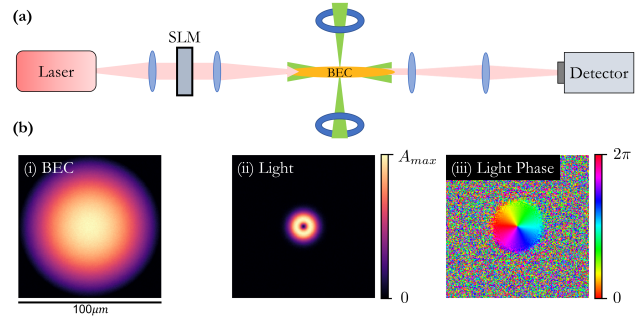 (a)
SLM
Laser
BEC
Detector
(b)
(i) BEC
(ii) Light
A_max
0
(iii) Light Phase
2π
0
100μm